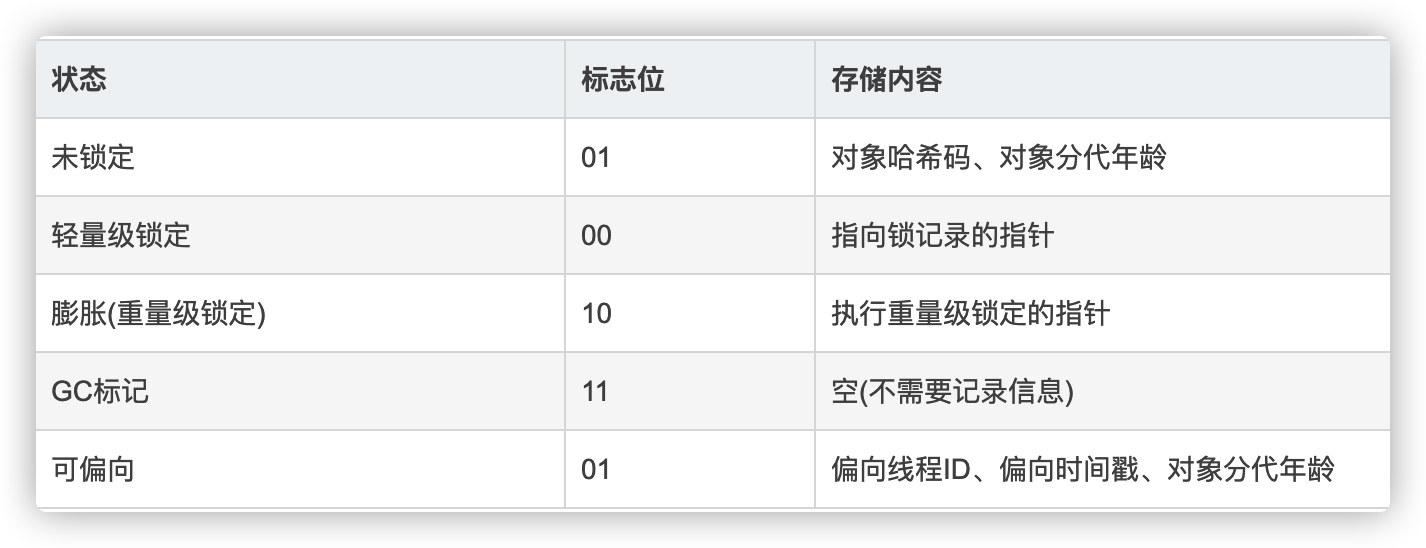 状态 标志位 存储内容
未锁定 01 对象哈希码、对象分代年龄
轻量级锁定 00 指向锁记录的指针
膨胀(重量级锁定) 10 执行重量级锁定的指针
GC标记 11 空(不需要记录信息)
可偏向 01 偏向线程ID、偏向时间戳、对象分代年龄